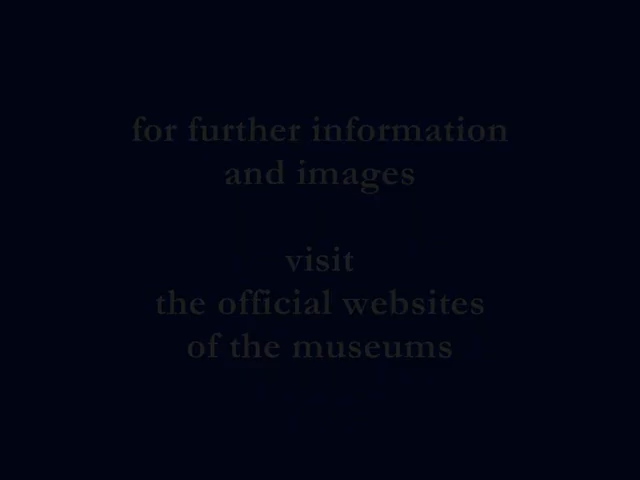 for further information
and images
visit
the official websites
of the museums